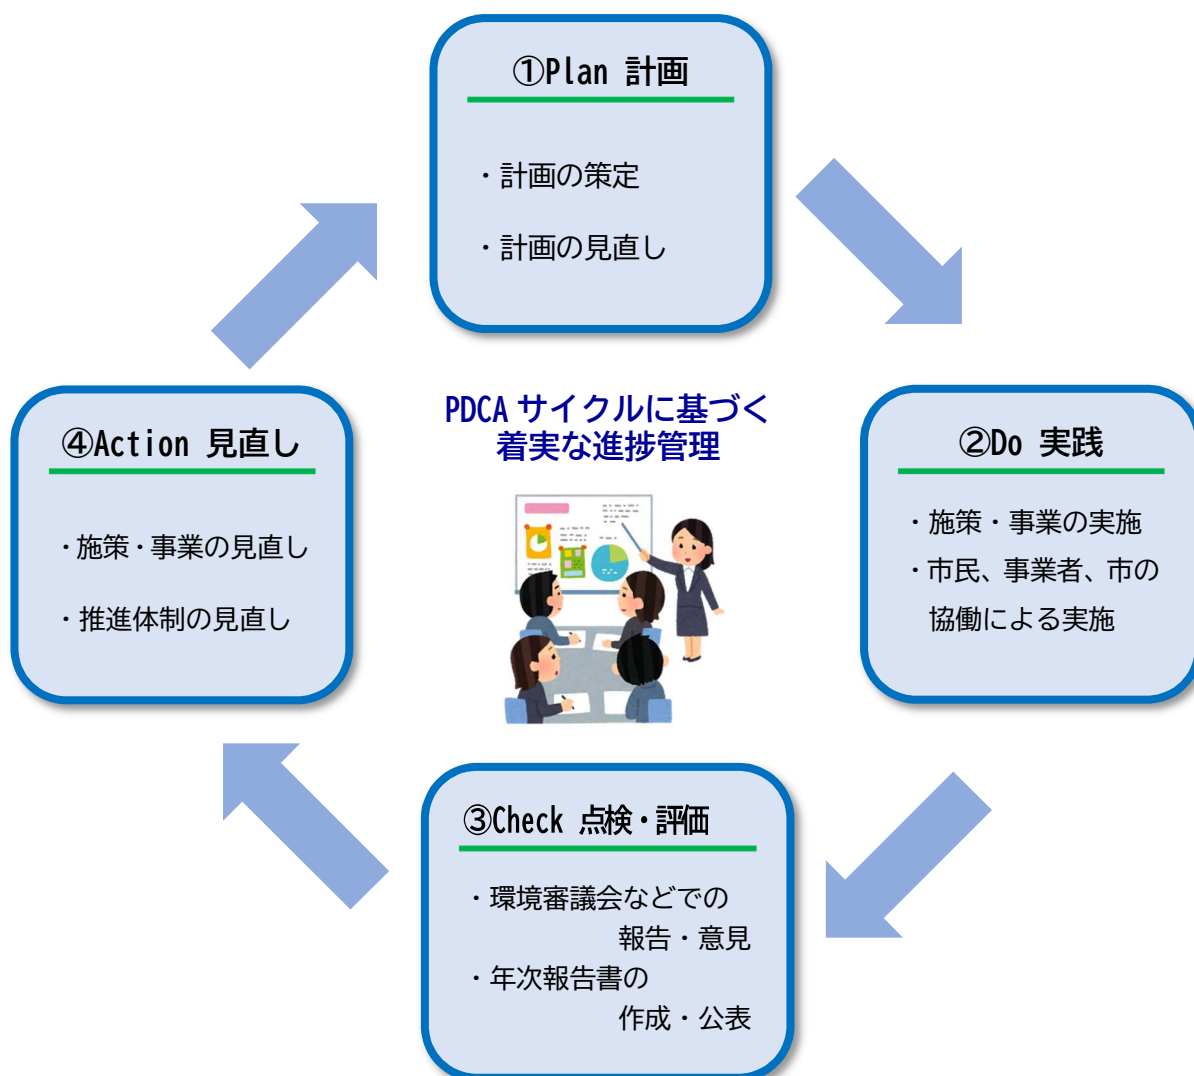 ①Plan 計画
・計画の策定
・計画の見直し
PDCA サイクルに基づく
着実な進捗管理
②Do 実践
・施策・事業の実施
・市民、事業者、市の
協働による実施
③Check 点検・評価
・環境審議会などでの
報告・意見
・年次報告書の
作成・公表
④Action 見直し
・施策・事業の見直し
・推進体制の見直し